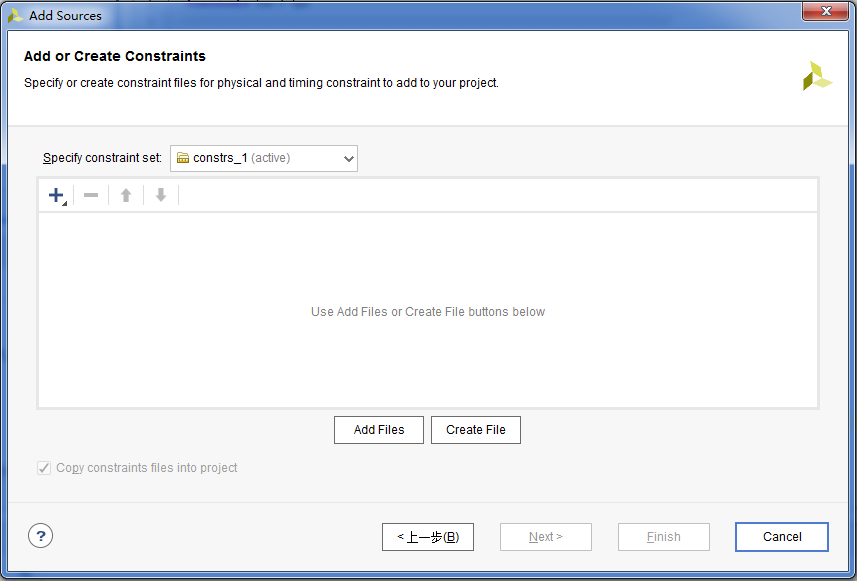 Add Sources
Add or Create Constraints
Specify or create constraint files for physical and timing constraint to add to your project.
Specify constraint set: constrs_1 (active)
Use Add Files or Create File buttons below
Add Files Create File
Copy constraints files into project
? < 上一步(B) Next > Finish Cancel